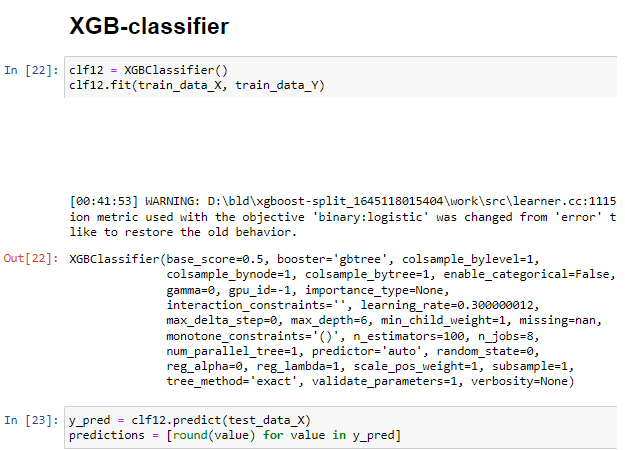 XGB-classifier
In [22]: clf12 = XGBClassifier()
clf12.fit(train_data_X, train_data_Y)
[00:41:53] WARNING: D:\bld\xgboost-split_1645118015404\work\src\learner.cc:1115
ion metric used with the objective 'binary:logistic' was changed from 'error' t
like to restore the old behavior.
Out[22]: XGBClassifier(base_score=0.5, booster='gbtree', colsample_bylevel=1,
colsample_bynode=1, colsample_bytree=1, enable_categorical=False,
gamma=0, gpu_id=-1, importance_type=None,
interaction_constraints='', learning_rate=0.300000012,
max_delta_step=0, max_depth=6, min_child_weight=1, missing=nan,
monotone_constraints='()', n_estimators=100, n_jobs=8,
num_parallel_tree=1, predictor='auto', random_state=0,
reg_alpha=0, reg_lambda=1, scale_pos_weight=1, subsample=1,
tree_method='exact', validate_parameters=1, verbosity=None)
In [23]: y_pred = clf12.predict(test_data_X)
predictions = [round(value) for value in y_pred]